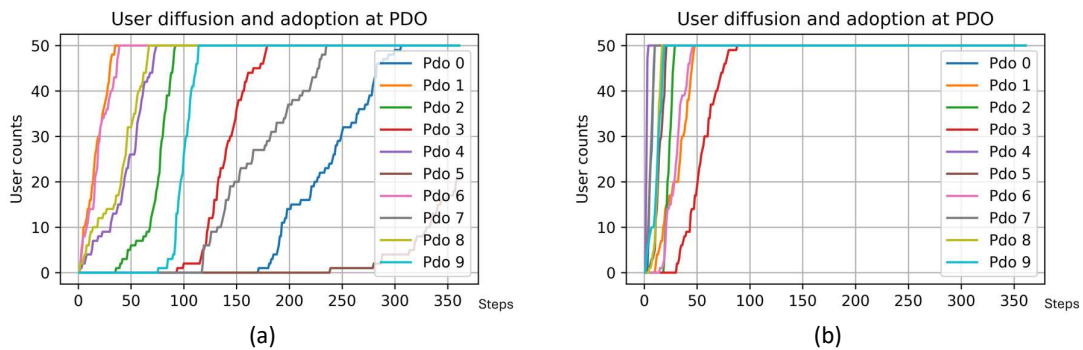 User diffusion and adoption at PDO
User counts
50
40
30
20
10
0
Pdo 0
Pdo 1
Pdo 2
Pdo 3
Pdo 4
Pdo 5
Pdo 6
Pdo 7
Pdo 8
Pdo 9
0 50 100 150 200 250 300 350 Steps
(a)
User diffusion and adoption at PDO
User counts
50
40
30
20
10
0
Pdo 0
Pdo 1
Pdo 2
Pdo 3
Pdo 4
Pdo 5
Pdo 6
Pdo 7
Pdo 8
Pdo 9
0 50 100 150 200 250 300 350 Steps
(b)